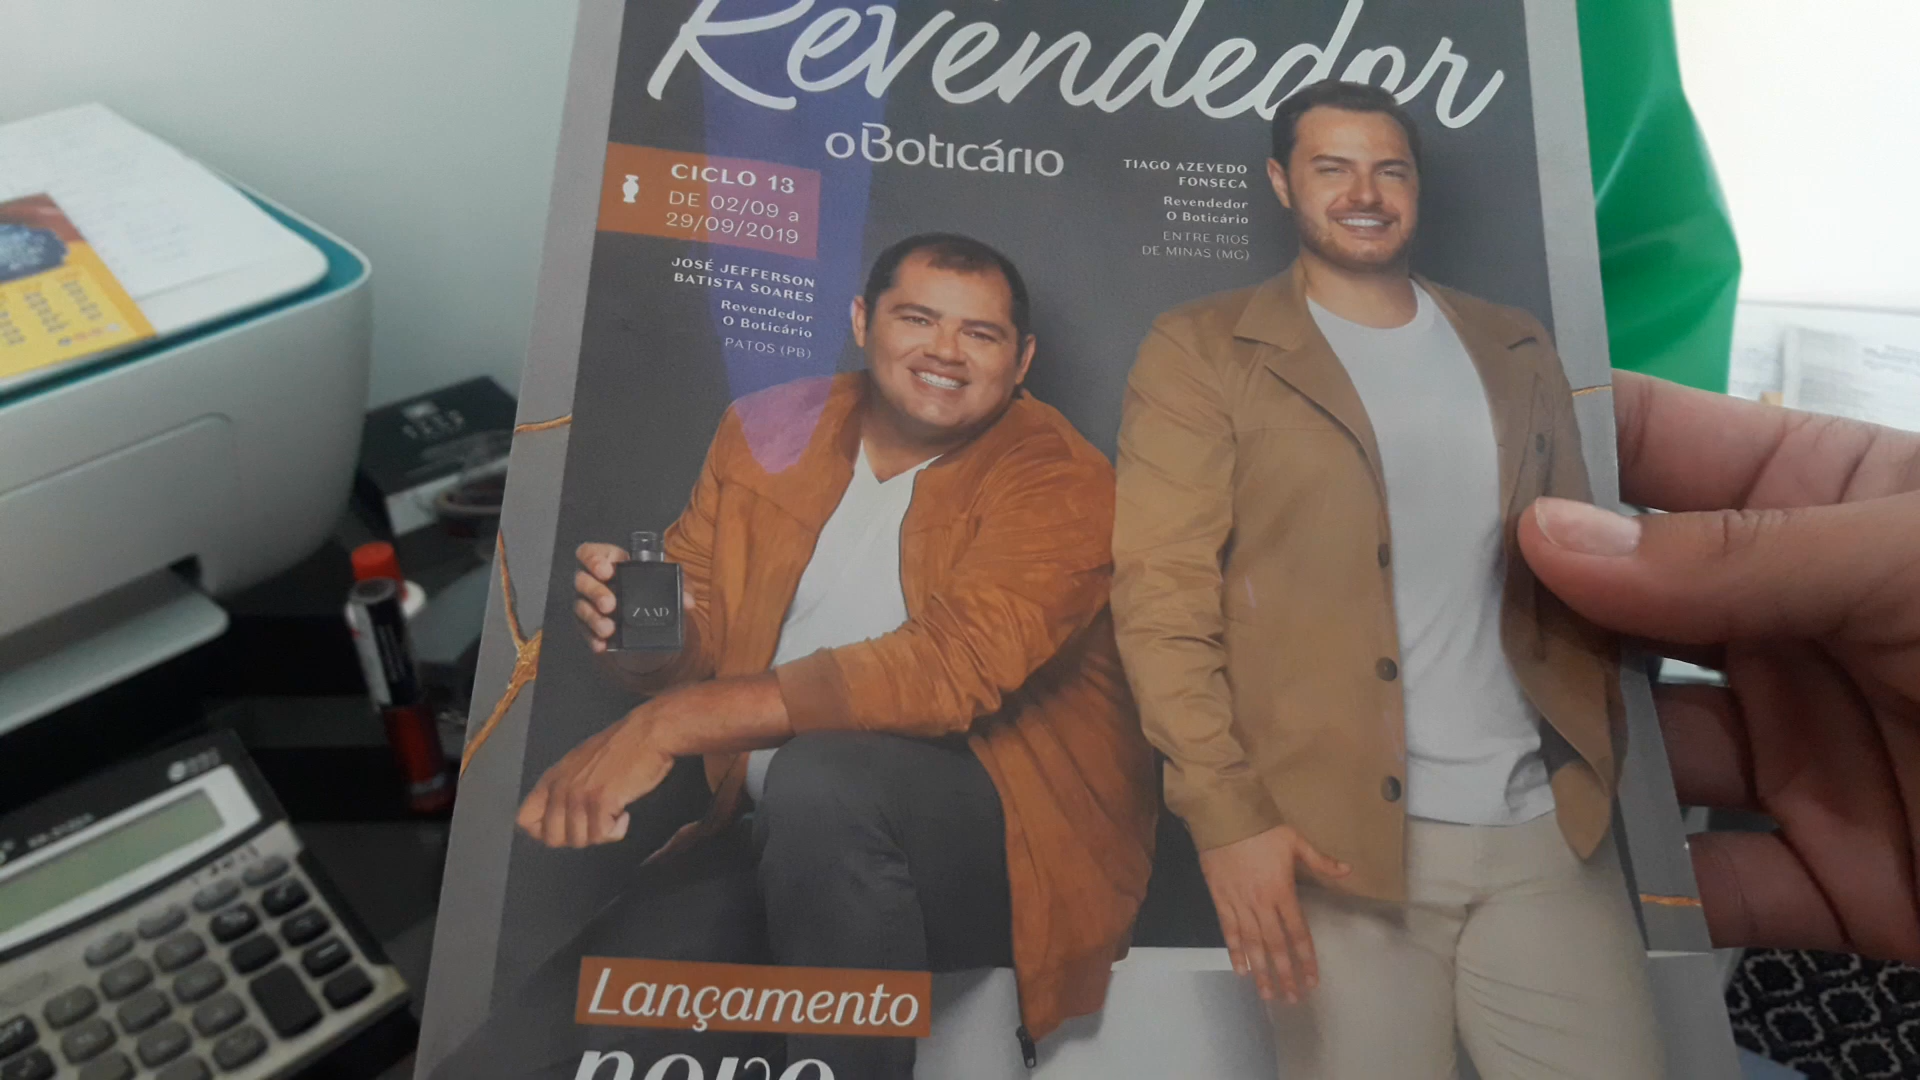 Revendedor
oBoticário
CICLO 13
DE 02/09 a
29/09/2019
TIAGO AZEVEDO
FONSECA
Revendedor
O Boticário
ENTRE RIOS
DE MINAS (MG)
JOSÉ JEFFERSON
BATISTA SOARES
Revendedor
O Boticário
PATOS (PB)
ZAAD
Lançamento
novo